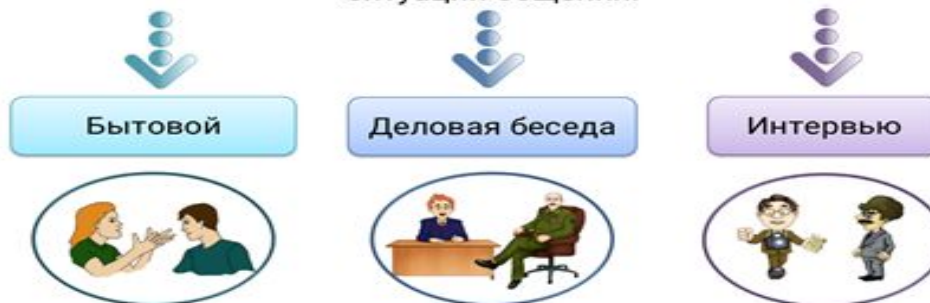 Бытовой
Деловая беседа
Интервью